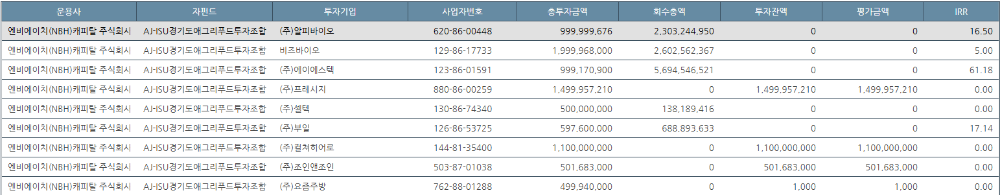 운용사 자펀드 투자기업 사업자번호 총투자금액 회수총액 투자잔액 평가금액 IRR
엔비에이치(NBH)캐피탈 주식회사 AJ-ISU경기도애그리푸드투자조합 (주)알피바이오 620-86-00448 999,999,676 2,303,244,950 0 0 16.50
엔비에이치(NBH)캐피탈 주식회사 AJ-ISU경기도애그리푸드투자조합 비즈바이오 129-86-17733 1,999,968,000 2,602,562,367 0 0 5.00
엔비에이치(NBH)캐피탈 주식회사 AJ-ISU경기도애그리푸드투자조합 (주)에이에스텍 123-86-01591 999,170,900 5,694,546,521 0 0 61.18
엔비에이치(NBH)캐피탈 주식회사 AJ-ISU경기도애그리푸드투자조합 (주)프레시지 880-86-00259 1,499,957,210 0 1,499,957,210 1,499,957,210 0.00
엔비에이치(NBH)캐피탈 주식회사 AJ-ISU경기도애그리푸드투자조합 (주)셀텍 130-86-74340 500,000,000 138,189,416 0 0 0.00
엔비에이치(NBH)캐피탈 주식회사 AJ-ISU경기도애그리푸드투자조합 (주)부일 126-86-53725 597,600,000 688,893,633 0 0 17.14
엔비에이치(NBH)캐피탈 주식회사 AJ-ISU경기도애그리푸드투자조합 (주)컬쳐히어로 144-81-35400 1,100,000,000 0 1,100,000,000 1,100,000,000 0.00
엔비에이치(NBH)캐피탈 주식회사 AJ-ISU경기도애그리푸드투자조합 (주)조인앤조인 503-87-01038 501,683,000 0 501,683,000 501,683,000 0.00
엔비에이치(NBH)캐피탈 주식회사 AJ-ISU경기도애그리푸드투자조합 (주)요즘주방 762-88-01288 499,940,000 0 1,000 1,000 0.00